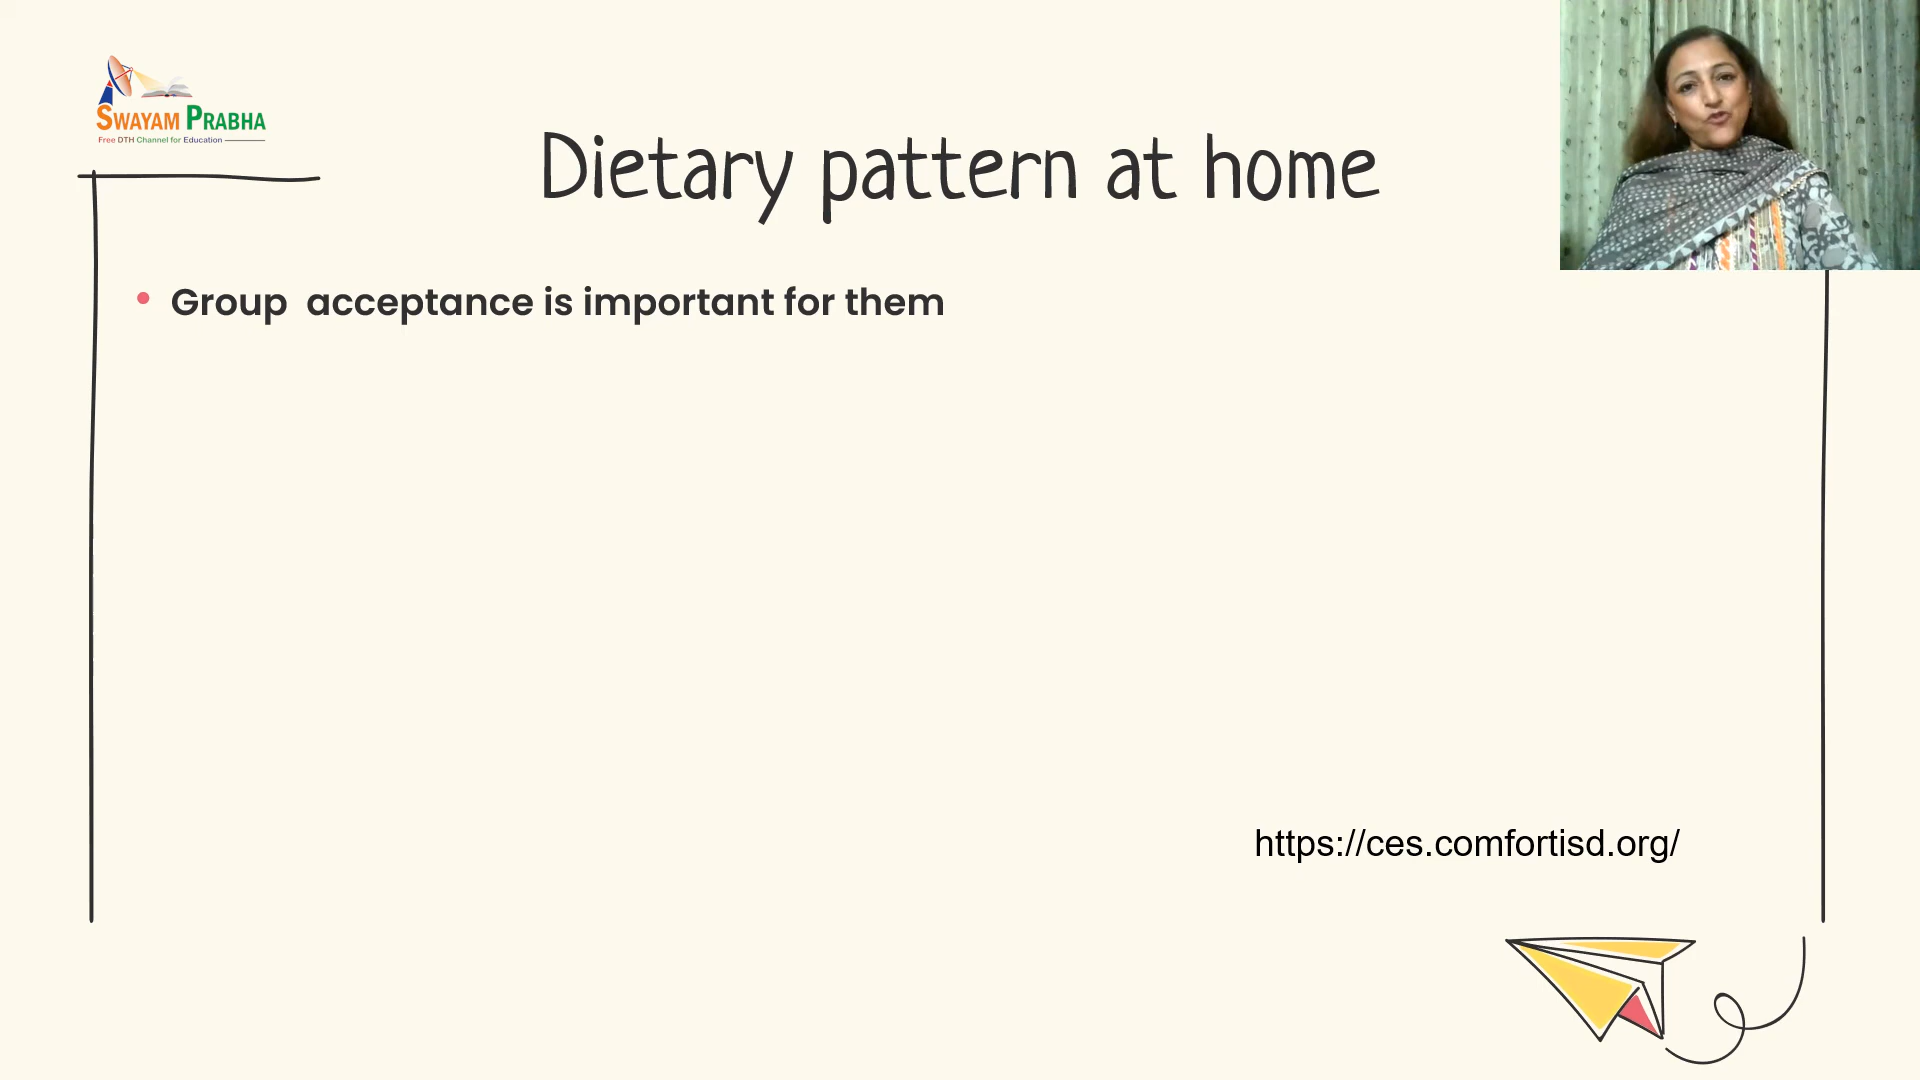 SWAYAM PRABHA
Free DTH Channel for Education
Dietary pattern at home
Group acceptance is important for them
https://ces.comfortisd.org/